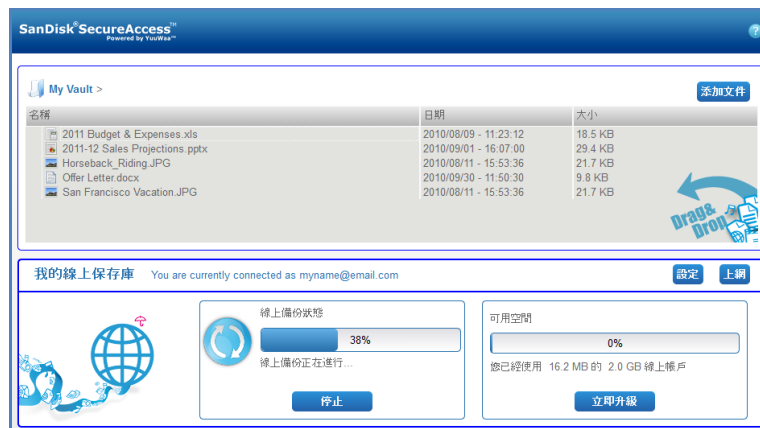 SanDisk®SecureAccess™
Powered by YuuWaa™
?
My Vault >
添加文件
名稱 日期 大小
2011 Budget & Expenses.xls 2010/08/09 - 11:23:12 18.5 KB
2011-12 Sales Projections.pptx 2010/09/01 - 16:07:00 29.4 KB
Horseback_Riding.JPG 2010/08/11 - 15:53:36 21.7 KB
Offer Letter.docx 2010/09/30 - 11:50:30 9.8 KB
San Francisco Vacation.JPG 2010/08/11 - 15:53:36 21.7 KB
Drag&
Drop
我的線上保存庫 You are currently connected as myname@email.com 設定 上網
線上備份狀態
38%
線上備份正在進行...
停止
可用空間
0%
您已經使用 16.2 MB 的 2.0 GB 線上帳戶
立即升級